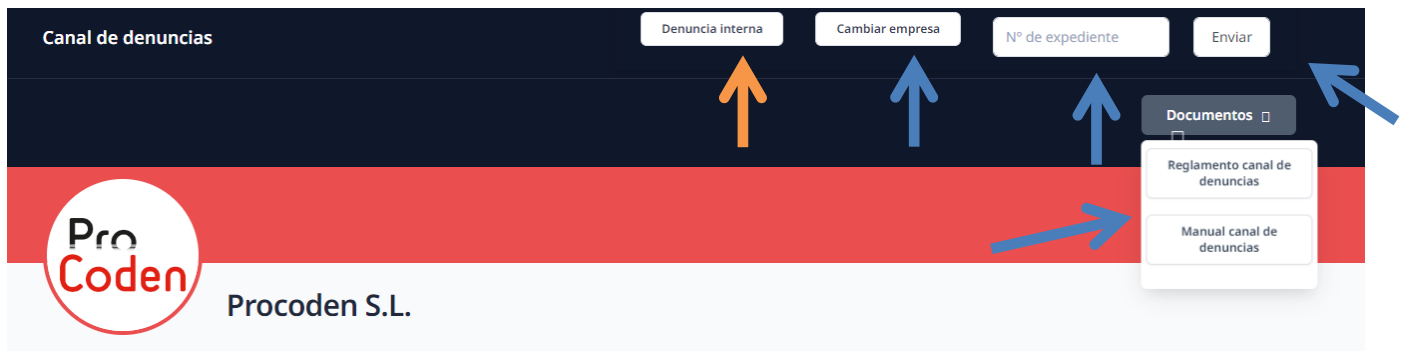 Canal de denuncias
Denuncia interna
Cambiar empresa
Nº de expediente
Enviar
Documentos
Reglamento canal de
denuncias
Manual canal de
denuncias
Pro
Coden
Procoden S.L.